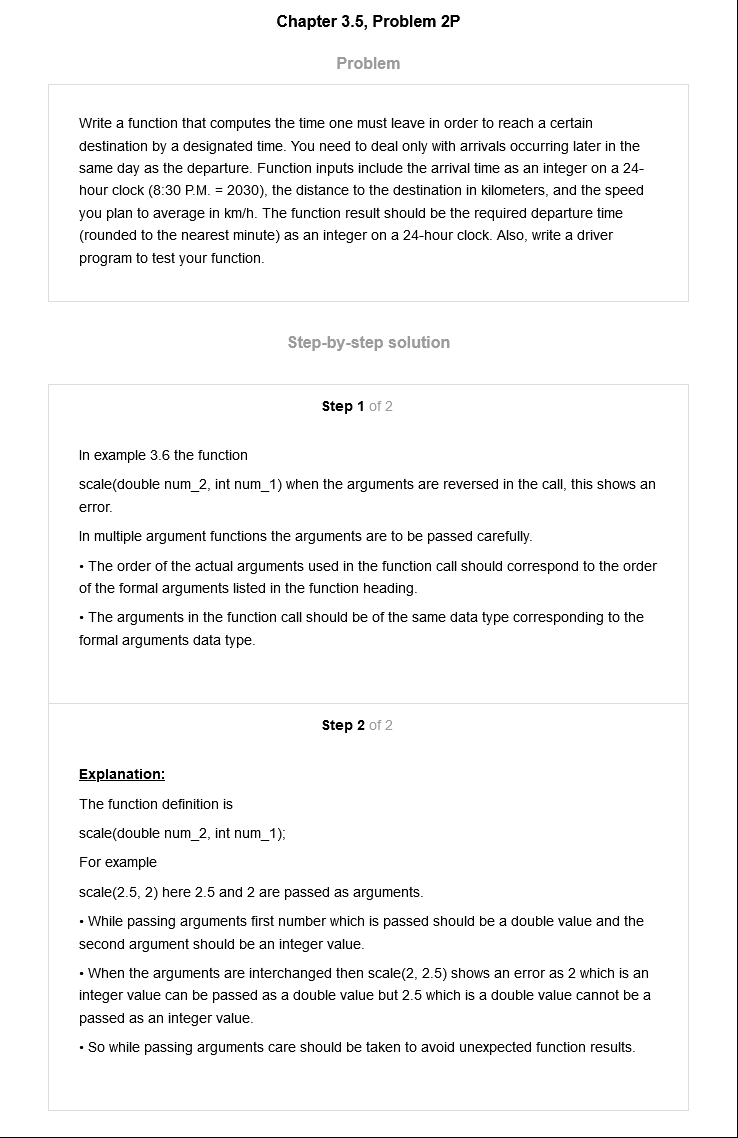 Chapter 3.5, Problem 2P
Problem
Write a function that computes the time one must leave in order to reach a certain
destination by a designated time. You need to deal only with arrivals occurring later in the
same day as the departure. Function inputs include the arrival time as an integer on a 24-
hour clock (8:30 P.M. = 2030), the distance to the destination in kilometers, and the speed
you plan to average in km/h. The function result should be the required departure time
(rounded to the nearest minute) as an integer on a 24-hour clock. Also, write a driver
program to test your function.
Step-by-step solution
Step 1 of 2
In example 3.6 the function
scale(double num_2, int num_1) when the arguments are reversed in the call, this shows an
error.
In multiple argument functions the arguments are to be passed carefully.
• The order of the actual arguments used in the function call should correspond to the order
of the formal arguments listed in the function heading.
• The arguments in the function call should be of the same data type corresponding to the
formal arguments data type.
Step 2 of 2
Explanation:
The function definition is
scale(double num_2, int num_1);
For example
scale(2.5, 2) here 2.5 and 2 are passed as arguments.
• While passing arguments first number which is passed should be a double value and the
second argument should be an integer value.
• When the arguments are interchanged then scale(2, 2.5) shows an error as 2 which is an
integer value can be passed as a double value but 2.5 which is a double value cannot be a
passed as an integer value.
• So while passing arguments care should be taken to avoid unexpected function results.